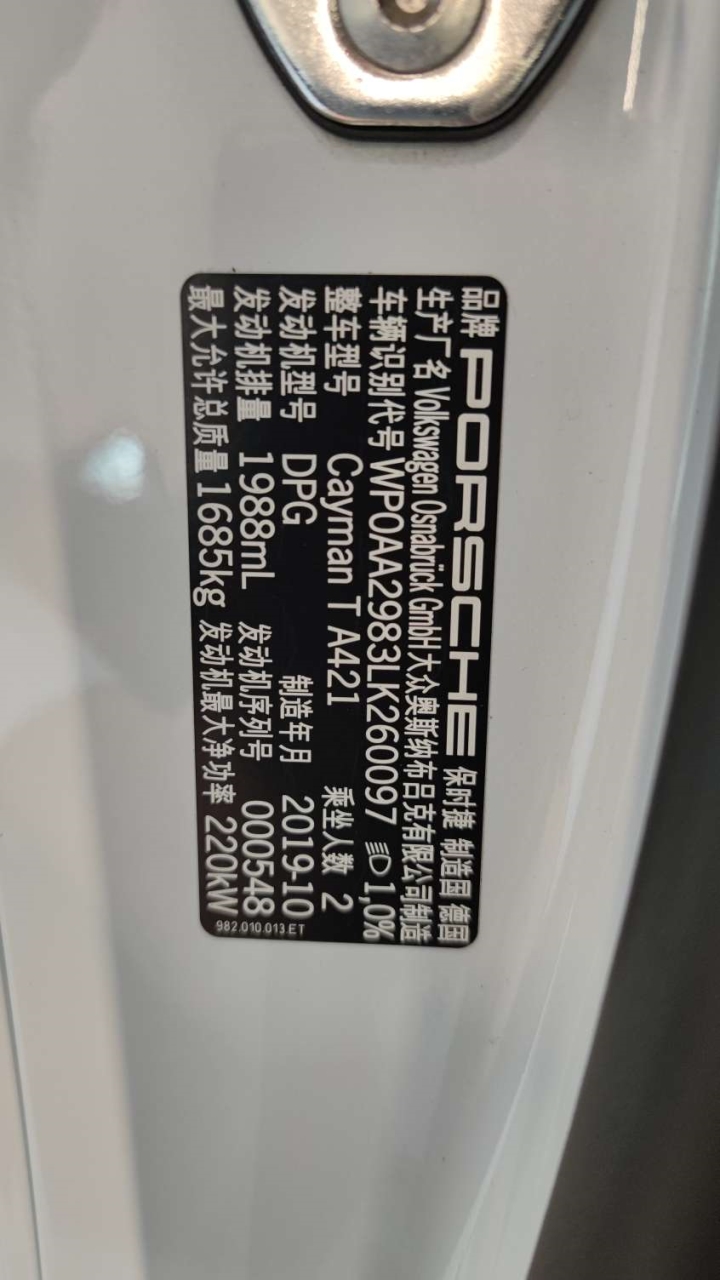 品牌 PORSCHE 保时捷 制造国 德国
生产厂名 Volkswagen Osnabrück GmbH大众奥斯纳布吕克有限公司制造
车辆识别代号 WP0AA2983LK260097 1,0%
整车型号 Cayman T A421 乘坐人数 2
发动机型号 DPG 制造年月 2019-10
发动机排量 1988mL 发动机序列号 000548
最大允许总质量 1685kg 发动机最大净功率 220kW
982.010.013.ET